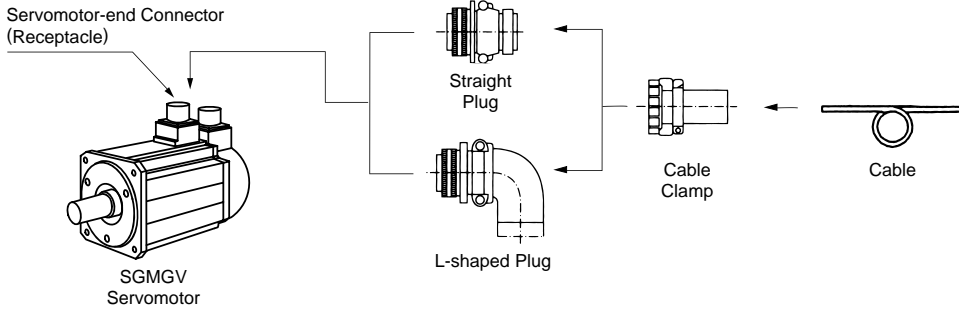 Servomotor-end Connector
(Receptacle)
Straight
Plug
Cable
Clamp
Cable
L-shaped Plug
SGMGV
Servomotor